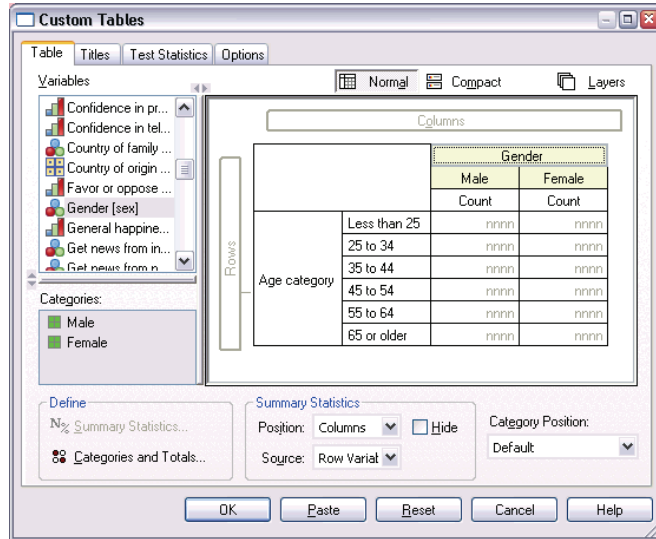 Custom Tables
Table Titles Test Statistics Options
Variables
Normal Compact Layers
Confidence in pr...
Confidence in tel...
Country of family ...
Country of origin ...
Favor or oppose ...
Gender [sex]
General happine...
Get news from in...
Get news from n...
Categories:
Male
Female
Columns
Rows
Gender
Male Female
Count Count
Age category
Less than 25 nnnn nnnn
25 to 34 nnnn nnnn
35 to 44 nnnn nnnn
45 to 54 nnnn nnnn
55 to 64 nnnn nnnn
65 or older nnnn nnnn
Define
N% Summary Statistics...
Categories and Totals...
Summary Statistics
Position: Columns Hide
Source: Row Variabl
Category Position:
Default
OK Paste Reset Cancel Help